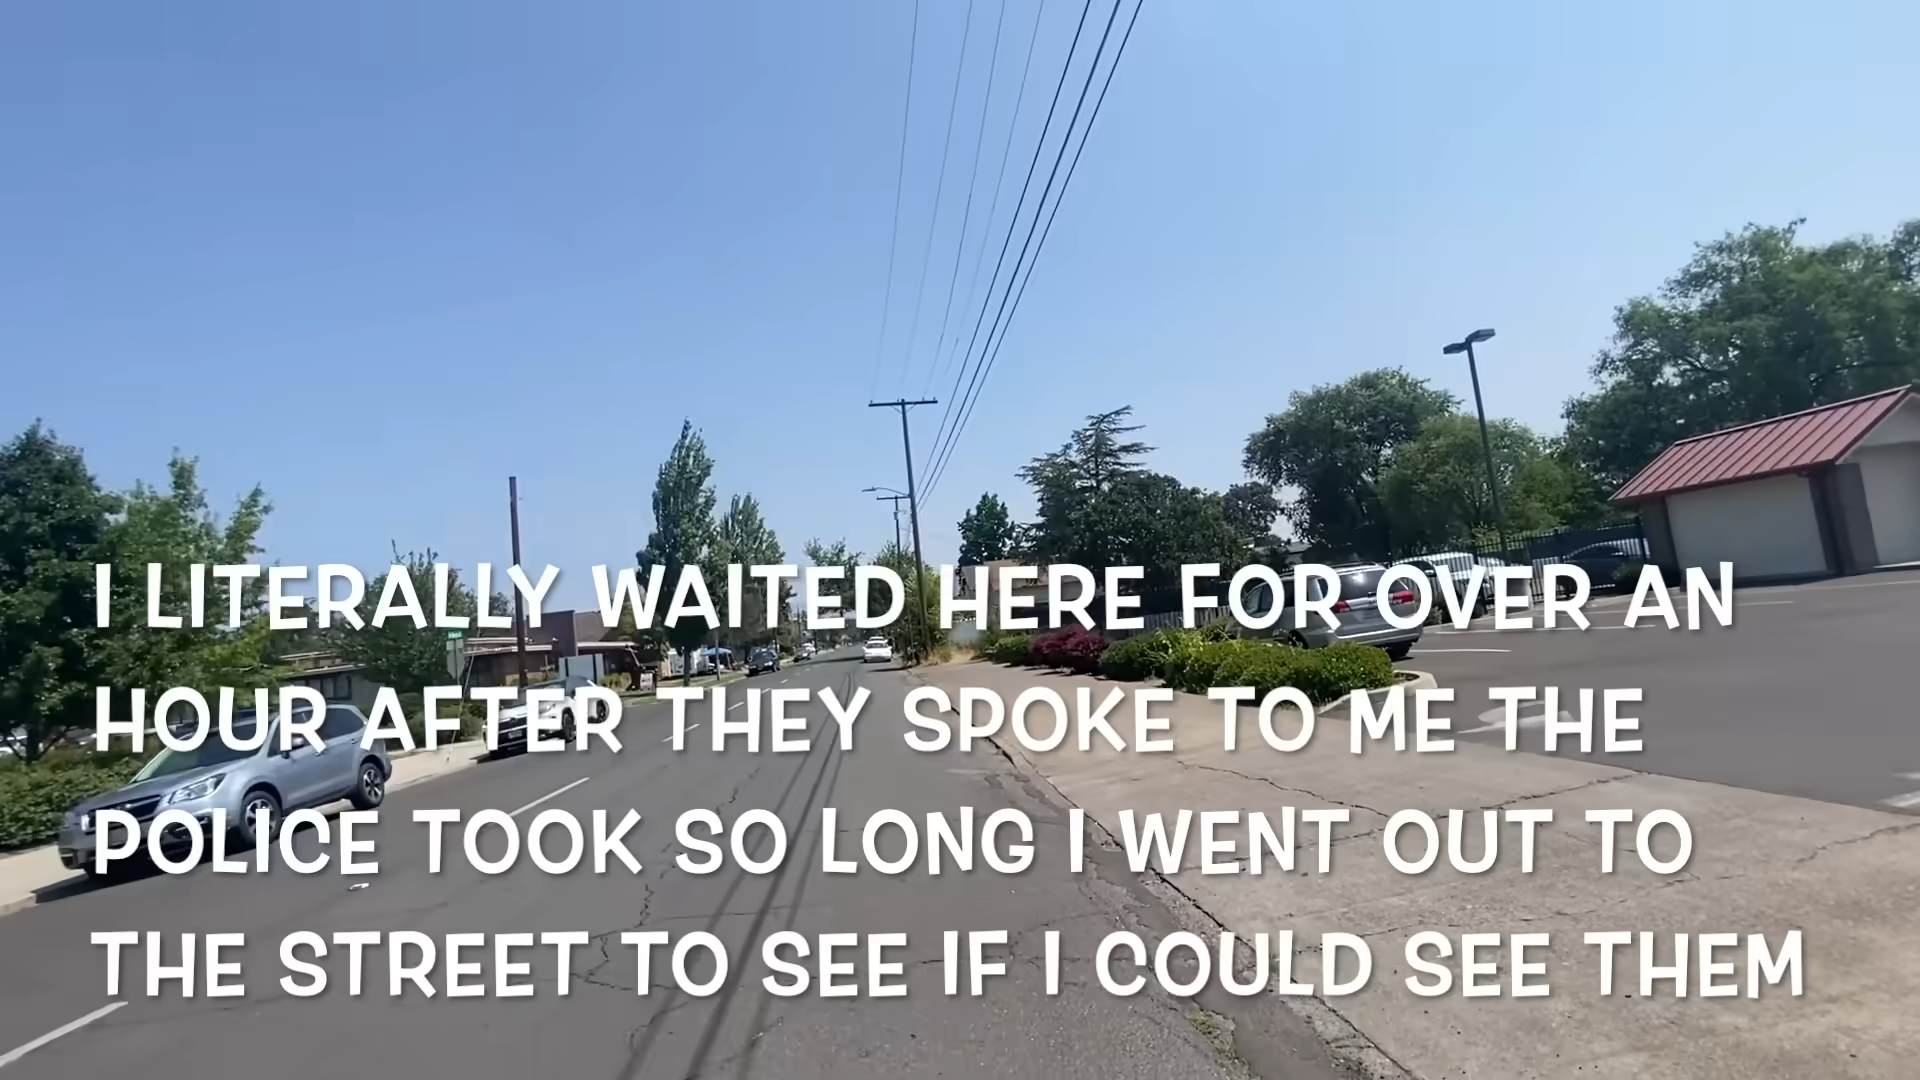 I LITERALLY WAITED HERE FOR OVER AN
HOUR AFTER THEY SPOKE TO ME THE
POLICE TOOK SO LONG I WENT OUT TO
THE STREET TO SEE IF I COULD SEE THEM